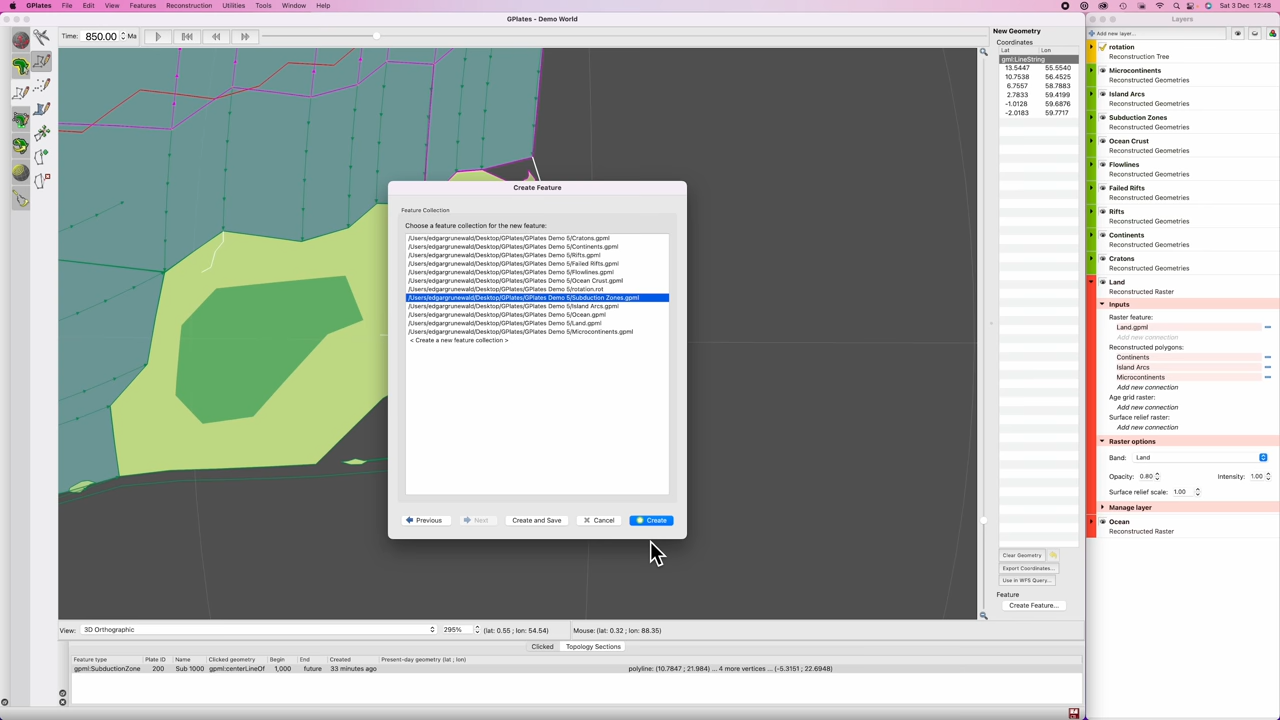 GPlates File Edit View Features Reconstruction Utilities Tools Window Help Sat 3 Dec 12:48
GPlates - Demo World
Layers
Time: 850.00 Ma
New Geometry
Coordinates
Lat Lon
gml:LineString
13.5447 55.5540
10.7538 56.4525
6.7557 58.7883
2.7833 59.4199
-1.0128 59.6876
-2.0183 59.7717
Clear Geometry
Export Coordinates...
Use in WFS Query...
Feature
Create Feature...
Create Feature
Feature Collection
Choose a feature collection for the new feature:
/Users/edgargrunewald/Desktop/GPlates Demo 5/Cratons.gpml
/Users/edgargrunewald/Desktop/GPlates Demo 5/Continents.gpml
/Users/edgargrunewald/Desktop/GPlates Demo 5/Rifts.gpml
/Users/edgargrunewald/Desktop/GPlates Demo 5/Failed Rifts.gpml
/Users/edgargrunewald/Desktop/GPlates Demo 5/Flowlines.gpml
/Users/edgargrunewald/Desktop/GPlates Demo 5/Ocean Crust.gpml
/Users/edgargrunewald/Desktop/GPlates Demo 5/rotation.rot
/Users/edgargrunewald/Desktop/GPlates Demo 5/Subduction Zones.gpml
/Users/edgargrunewald/Desktop/GPlates Demo 5/Island Arcs.gpml
/Users/edgargrunewald/Desktop/GPlates Demo 5/Ocean.gpml
/Users/edgargrunewald/Desktop/GPlates Demo 5/Land.gpml
/Users/edgargrunewald/Desktop/GPlates Demo 5/Microcontinents.gpml
< Create a new feature collection >
Previous Next Create and Save Cancel Create
View: 3D Orthographic 295% (lat: 0.55 ; lon: 54.54) Mouse: (lat: 0.32 ; lon: 88.35)
Clicked Topology Sections
Feature type Plate ID Name Clicked geometry Begin End Created Present-day geometry (lat ; lon)
gpml:SubductionZone 200 Sub 1000 gpml:centerLineOf 1,000 future 33 minutes ago polyline: (10.7847 ; 21.984) ... 4 more vertices ... (-5.3151 ; 22.6948)
Add new layer...
rotation
Reconstruction Tree
Microcontinents
Reconstructed Geometries
Island Arcs
Reconstructed Geometries
Subduction Zones
Reconstructed Geometries
Ocean Crust
Reconstructed Geometries
Flowlines
Reconstructed Geometries
Failed Rifts
Reconstructed Geometries
Rifts
Reconstructed Geometries
Continents
Reconstructed Geometries
Cratons
Reconstructed Geometries
Land
Reconstructed Raster
Inputs
Raster feature:
Land.gpml
Add new connection
Reconstructed polygons:
Continents
Island Arcs
Microcontinents
Add new connection
Age grid raster:
Add new connection
Surface relief raster:
Add new connection
Raster options
Band: Land
Opacity: 0.80 Intensity: 1.00
Surface relief scale: 1.00
Manage layer
Ocean
Reconstructed Raster